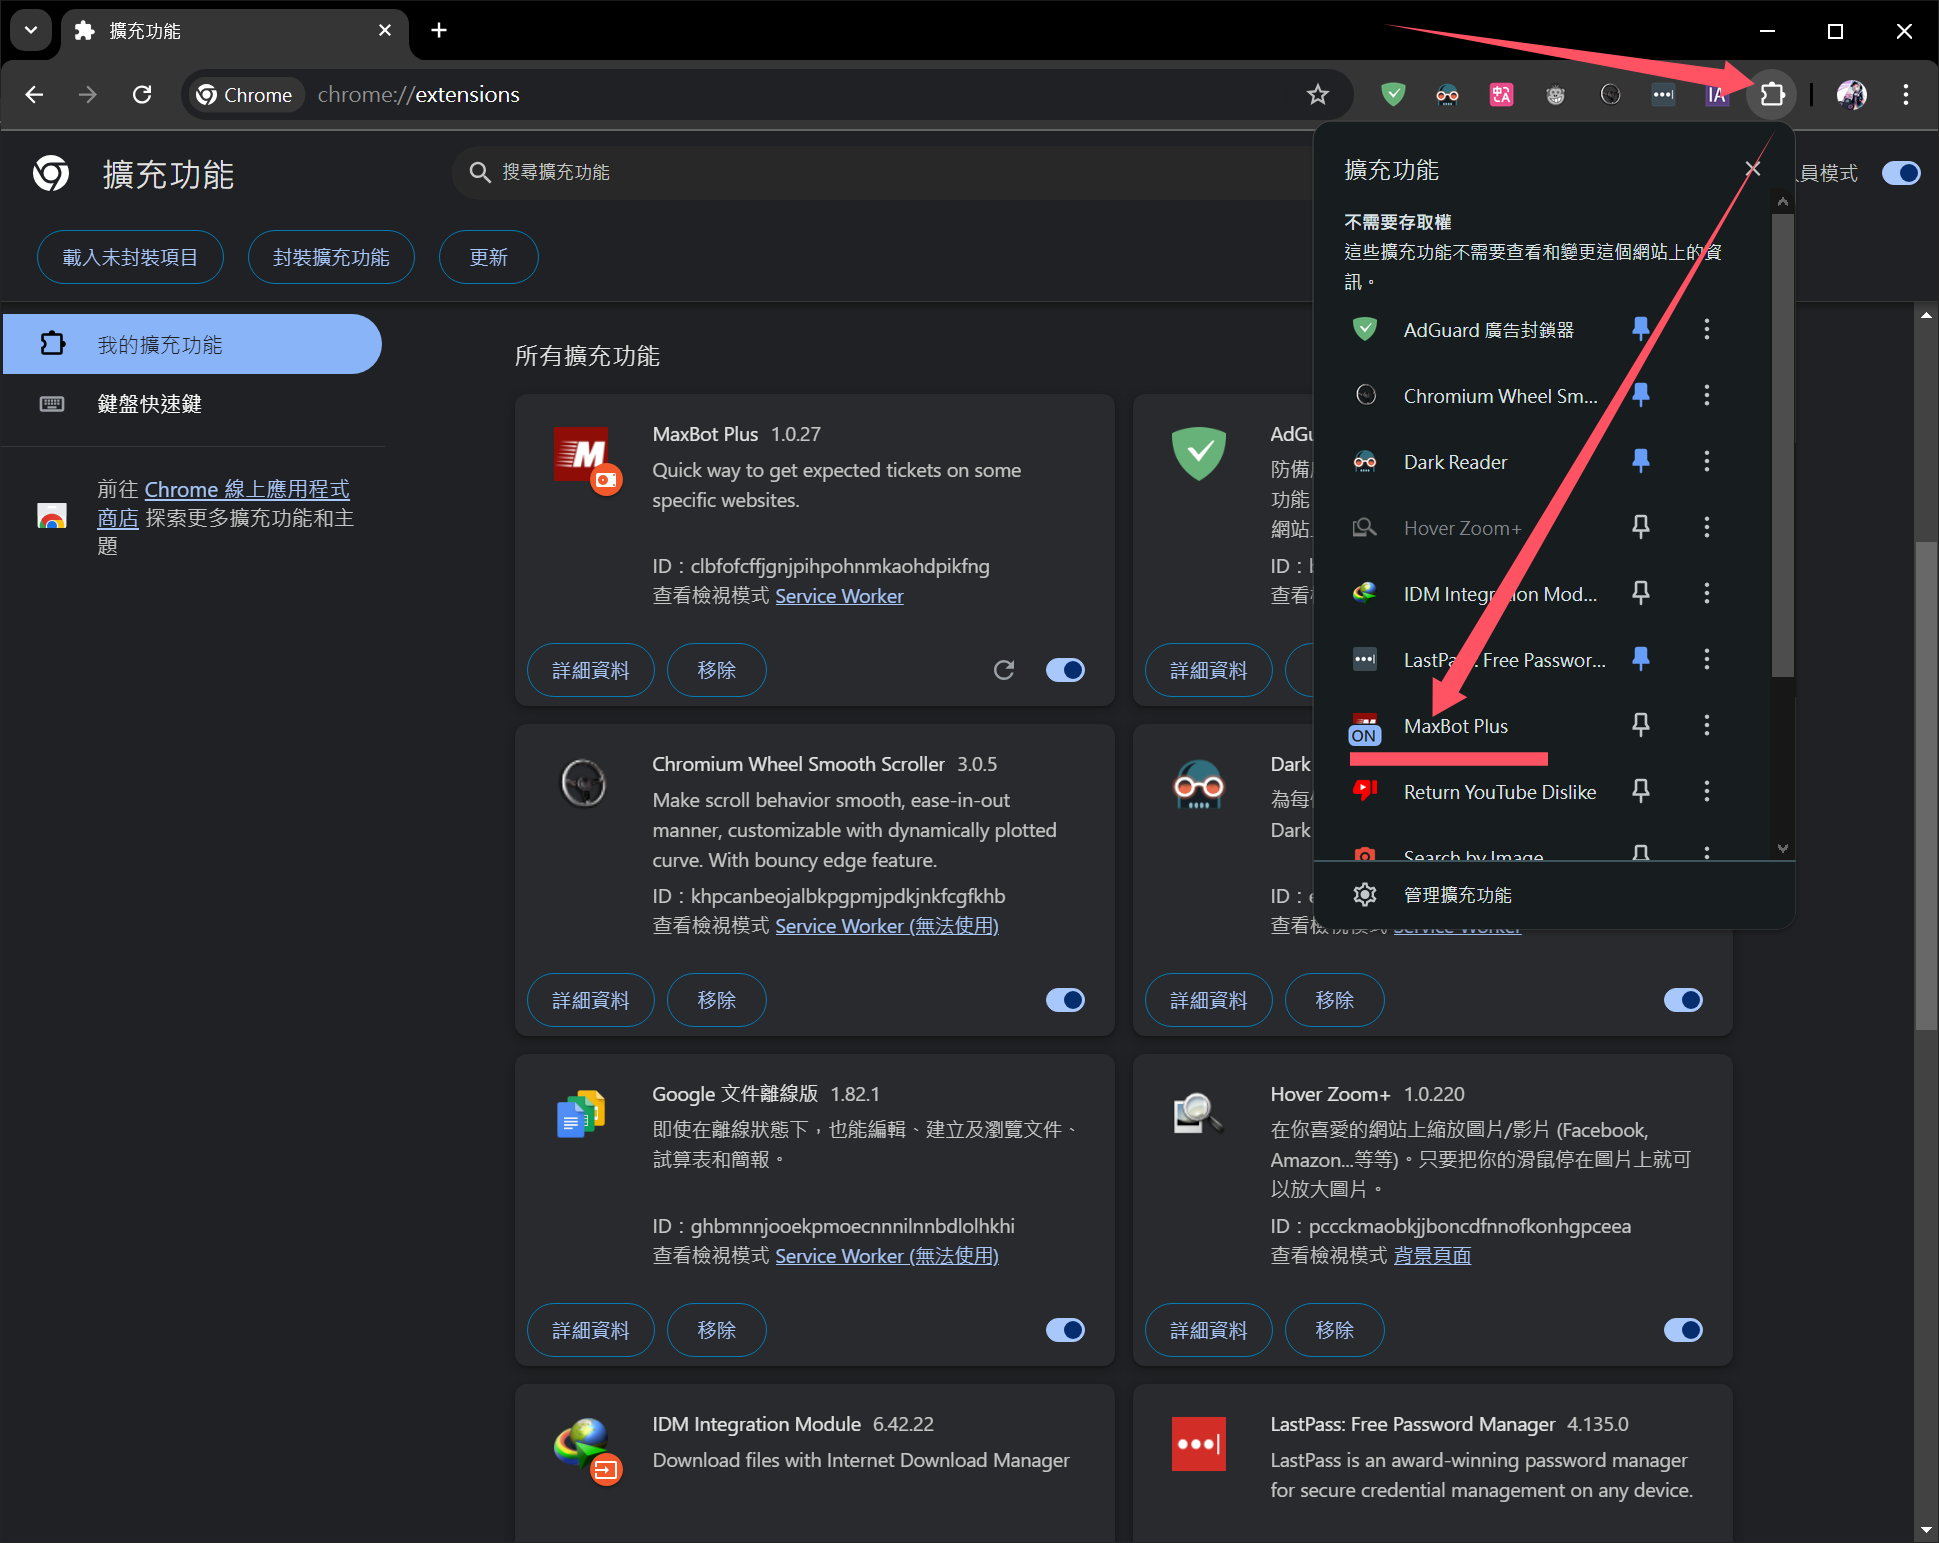 擴充功能
Chrome
chrome://extensions
擴充功能
搜尋擴充功能
員模式
載入未封裝項目
封裝擴充功能
更新
我的擴充功能
鍵盤快速鍵
前往 Chrome 線上應用程式
商店 探索更多擴充功能和主
題
所有擴充功能
MaxBot Plus 1.0.27
Quick way to get expected tickets on some
specific websites.
ID：clbfofcffjgnjpihpohnmkaohdpikfng
查看檢視模式 Service Worker
詳細資料
移除
防備
功能
網站
ID：
查看
詳細資料
Chromium Wheel Smooth Scroller 3.0.5
Make scroll behavior smooth, ease-in-out
manner, customizable with dynamically plotted
curve. With bouncy edge feature.
ID：khpcanbeojalbkpgpmjpdkjnkfcgfkhb
查看檢視模式 Service Worker (無法使用)
詳細資料
移除
Dark
為每
Dark
ID：
查看檢視模式 Service Worker
詳細資料
移除
Google 文件離線版 1.82.1
即使在離線狀態下，也能編輯、建立及瀏覽文件、
試算表和簡報。
ID：ghbmnnjooekpmoecnnnilnnbdlolhkhi
查看檢視模式 Service Worker (無法使用)
詳細資料
移除
Hover Zoom+ 1.0.220
在你喜愛的網站上縮放圖片/影片 (Facebook,
Amazon...等等)。只要把你的滑鼠停在圖片上就可
以放大圖片。
ID：pccckmaobkjjboncdfnnofkonhgpceea
查看檢視模式 背景頁面
詳細資料
移除
IDM Integration Module 6.42.22
Download files with Internet Download Manager
LastPass: Free Password Manager 4.135.0
LastPass is an award-winning password manager
for secure credential management on any device.
擴充功能
不需要存取權
這些擴充功能不需要查看和變更這個網站上的資
訊。
AdGuard 廣告封鎖器
Chromium Wheel Sm...
Dark Reader
Hover Zoom+
IDM Integration Mod...
LastPass: Free Passwor...
ON
MaxBot Plus
Return YouTube Dislike
Search by Image
管理擴充功能